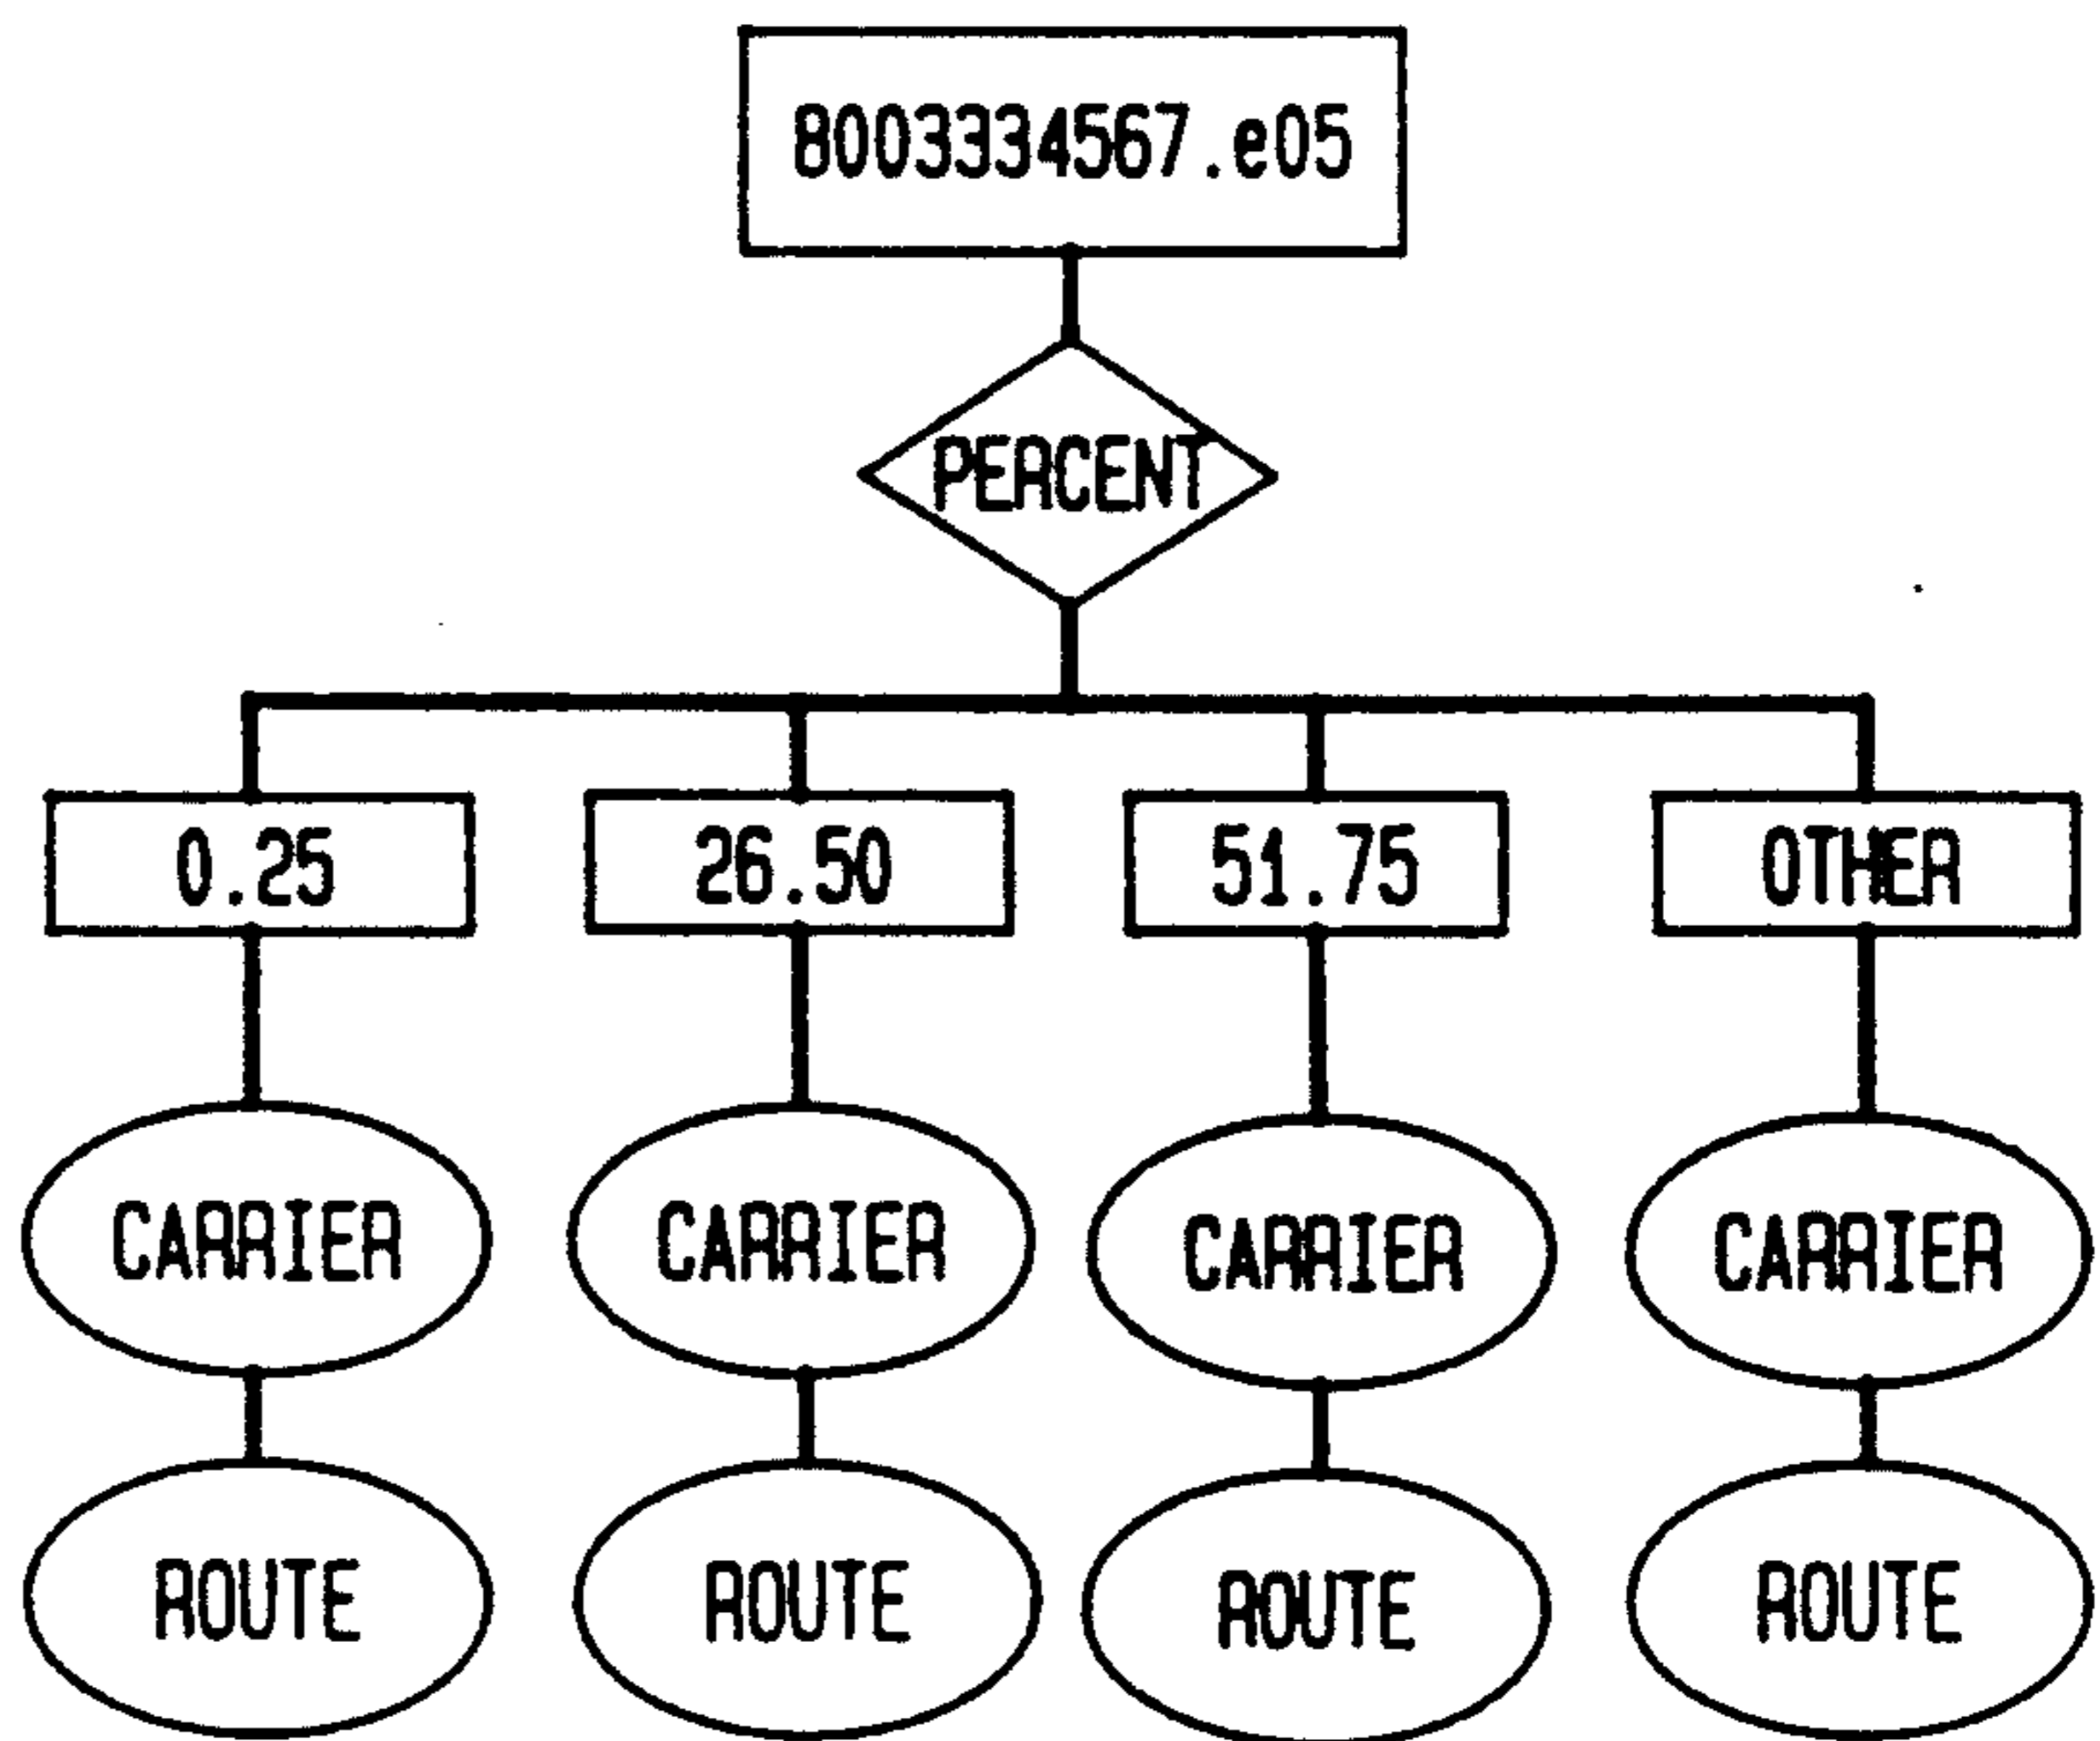 8003334567.e05
PERCENT
0.25 26.50 51.75 OTHER
CARRIER CARRIER CARRIER CARRIER
ROUTE ROUTE ROUTE ROUTE